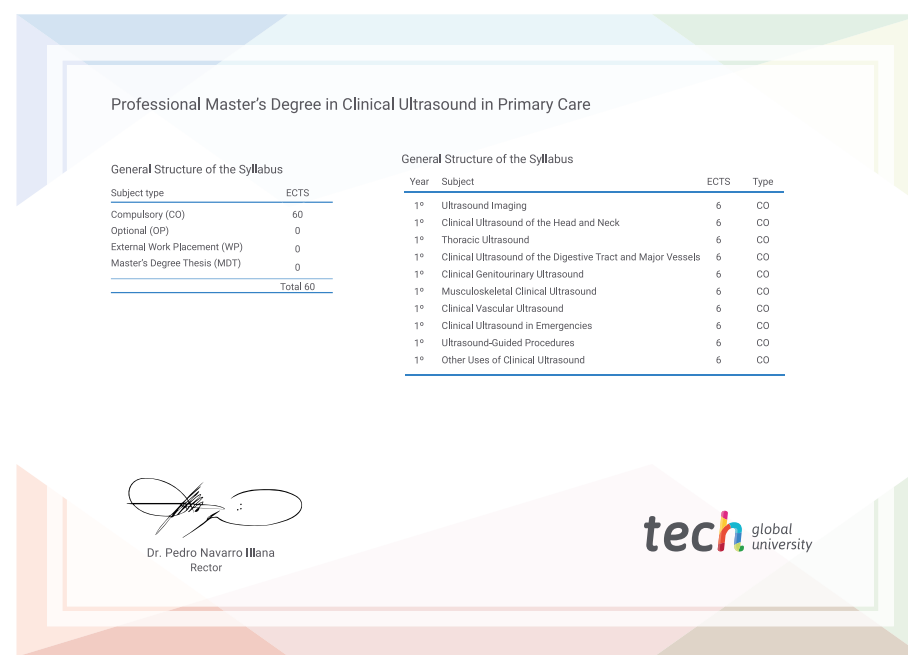 Professional Master's Degree in Clinical Ultrasound in Primary Care
General Structure of the Syllabus
Subject type ECTS
Compulsory (CO) 60
Optional (OP) 0
External Work Placement (WP) 0
Master's Degree Thesis (MDT) 0
Total 60
General Structure of the Syllabus
Year Subject ECTS Type
1º Ultrasound Imaging 6 CO
1º Clinical Ultrasound of the Head and Neck 6 CO
1º Thoracic Ultrasound 6 CO
1º Clinical Ultrasound of the Digestive Tract and Major Vessels 6 CO
1º Clinical Genitourinary Ultrasound 6 CO
1º Musculoskeletal Clinical Ultrasound 6 CO
1º Clinical Vascular Ultrasound 6 CO
1º Clinical Ultrasound in Emergencies 6 CO
1º Ultrasound-Guided Procedures 6 CO
1º Other Uses of Clinical Ultrasound 6 CO
Dr. Pedro Navarro Illana
Rector
tech global
university